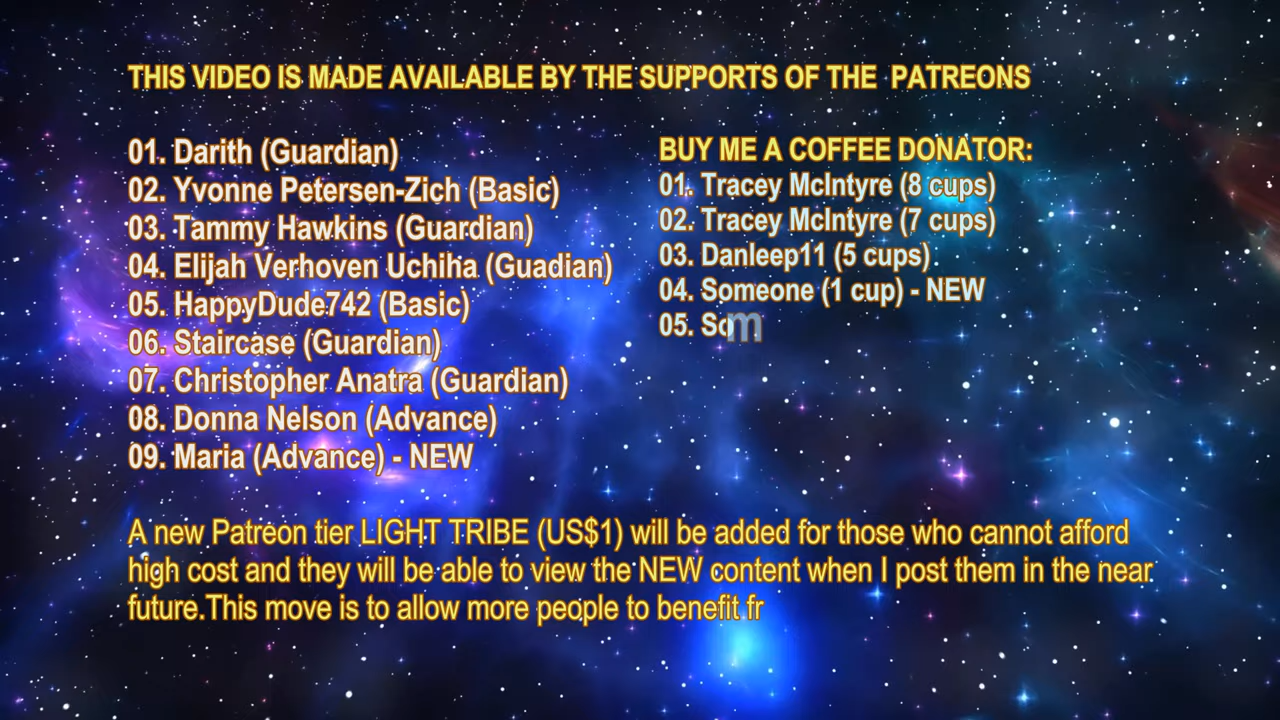 THIS VIDEO IS MADE AVAILABLE BY THE SUPPORTS OF THE PATREONS
01. Darith (Guardian)
02. Yvonne Petersen-Zich (Basic)
03. Tammy Hawkins (Guardian)
04. Elijah Verhoven Uchiha (Guadian)
05. HappyDude742 (Basic)
06. Staircase (Guardian)
07. Christopher Anatra (Guardian)
08. Donna Nelson (Advance)
09. Maria (Advance) - NEW
BUY ME A COFFEE DONATOR:
01. Tracey McIntyre (8 cups)
02. Tracey McIntyre (7 cups)
03. Danleep11 (5 cups)
04. Someone (1 cup) - NEW
05. Som
A new Patreon tier LIGHT TRIBE (US$1) will be added for those who cannot afford
high cost and they will be able to view the NEW content when I post them in the near
future.This move is to allow more people to benefit fr